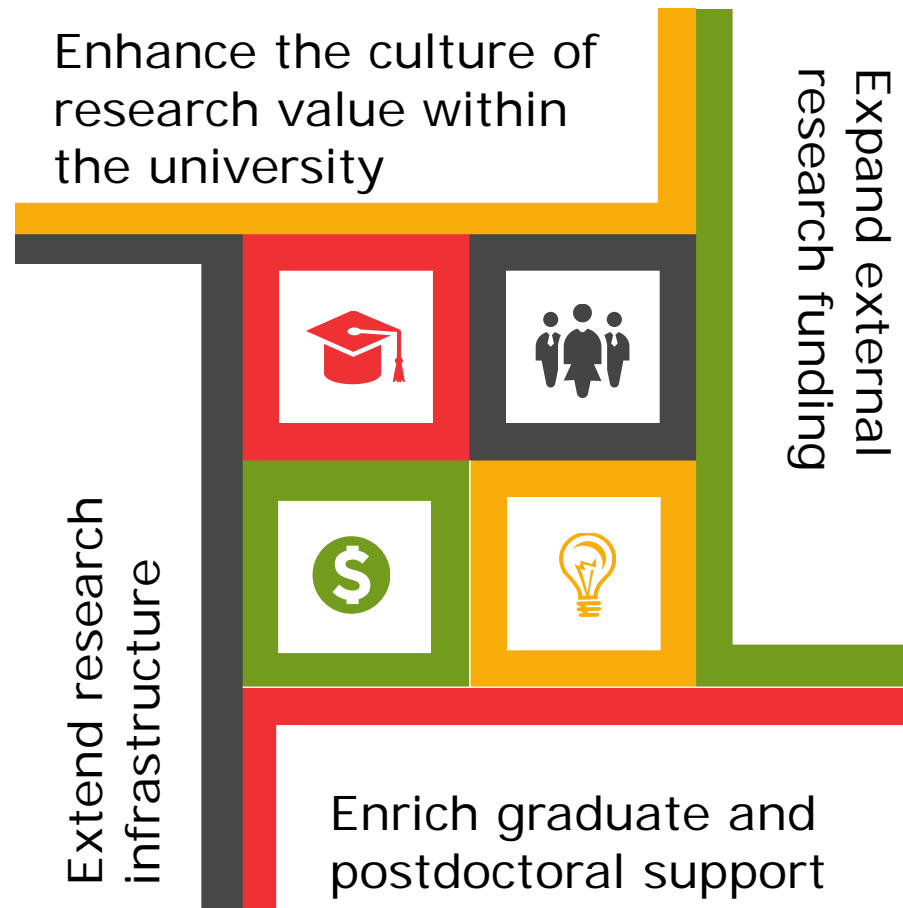 Enhance the culture of
research value within
the university
Expand external
research funding
Extend research
infrastructure
Enrich graduate and
postdoctoral support
$